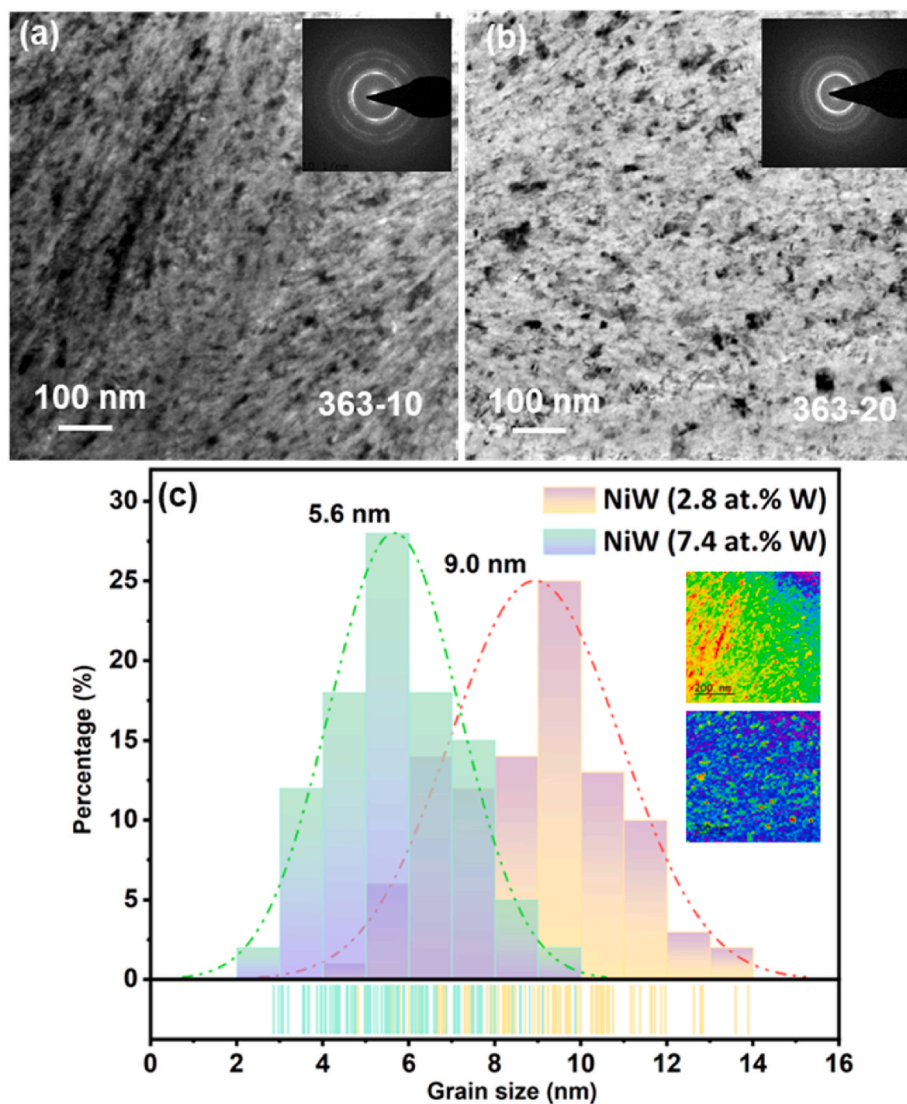 (a)
100 nm
363-10
(b)
100 nm
363-20
(c)
Percentage (%)
30
25
20
15
10
5
0
5.6 nm
9.0 nm
NiW (2.8 at.% W)
NiW (7.4 at.% W)
200 nm
0 2 4 6 8 10 12 14 16
Grain size (nm)